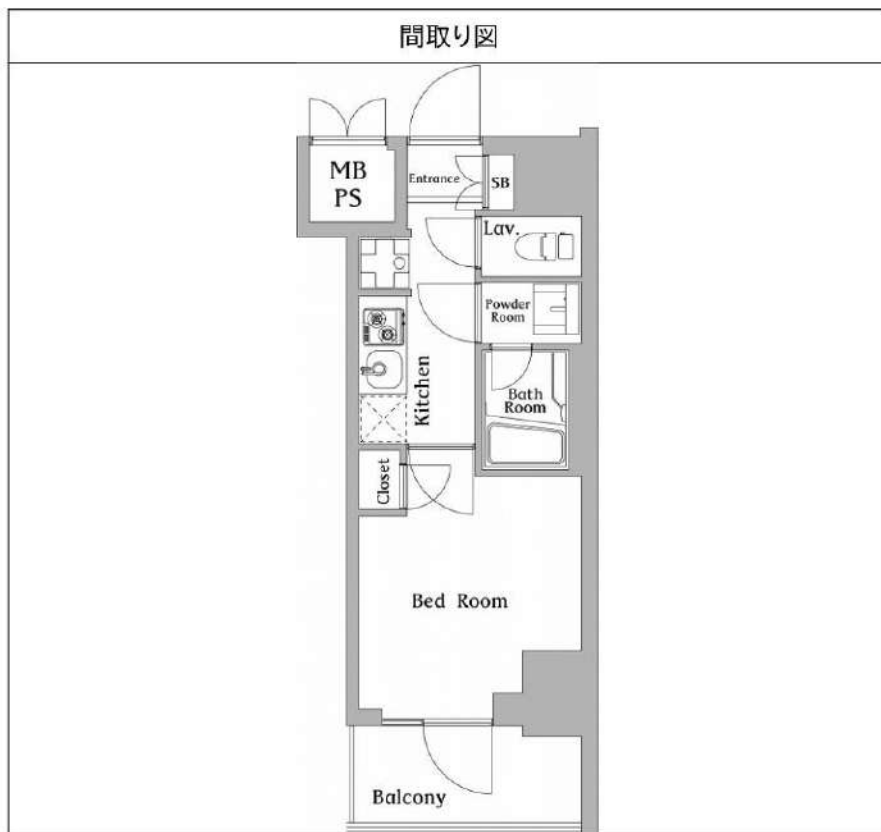 間取り図
MB
PS
Entrance
SB
Lav.
Powder
Room
Kitchen
Bath
Room
Closet
Bed Room
Balcony